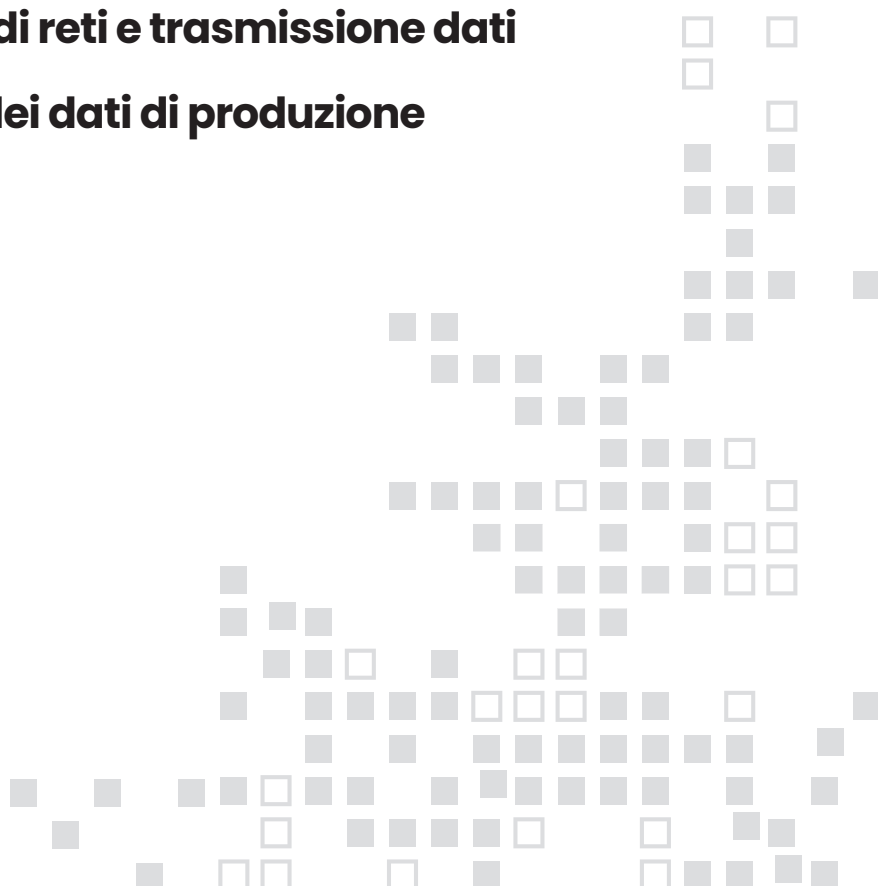 di reti e trasmissione dati
dei dati di produzione